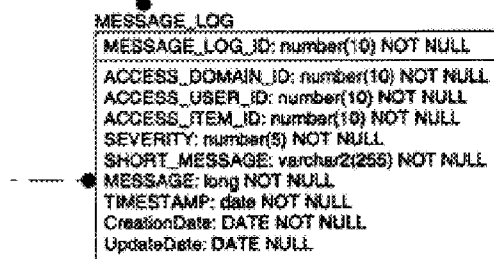 MESSAGE_LOG
MESSAGE_LOG_ID: number(10) NOT NULL
ACCESS_DOMAIN_ID: number(10) NOT NULL
ACCESS_USER_ID: number(10) NOT NULL
ACCESS_ITEM_ID: number(10) NOT NULL
SEVERITY: number(5) NOT NULL
SHORT_MESSAGE: varchar2(255) NOT NULL
MESSAGE: long NOT NULL
TIMESTAMP: date NOT NULL
CreationDate: DATE NOT NULL
UpdateDate: DATE NULL